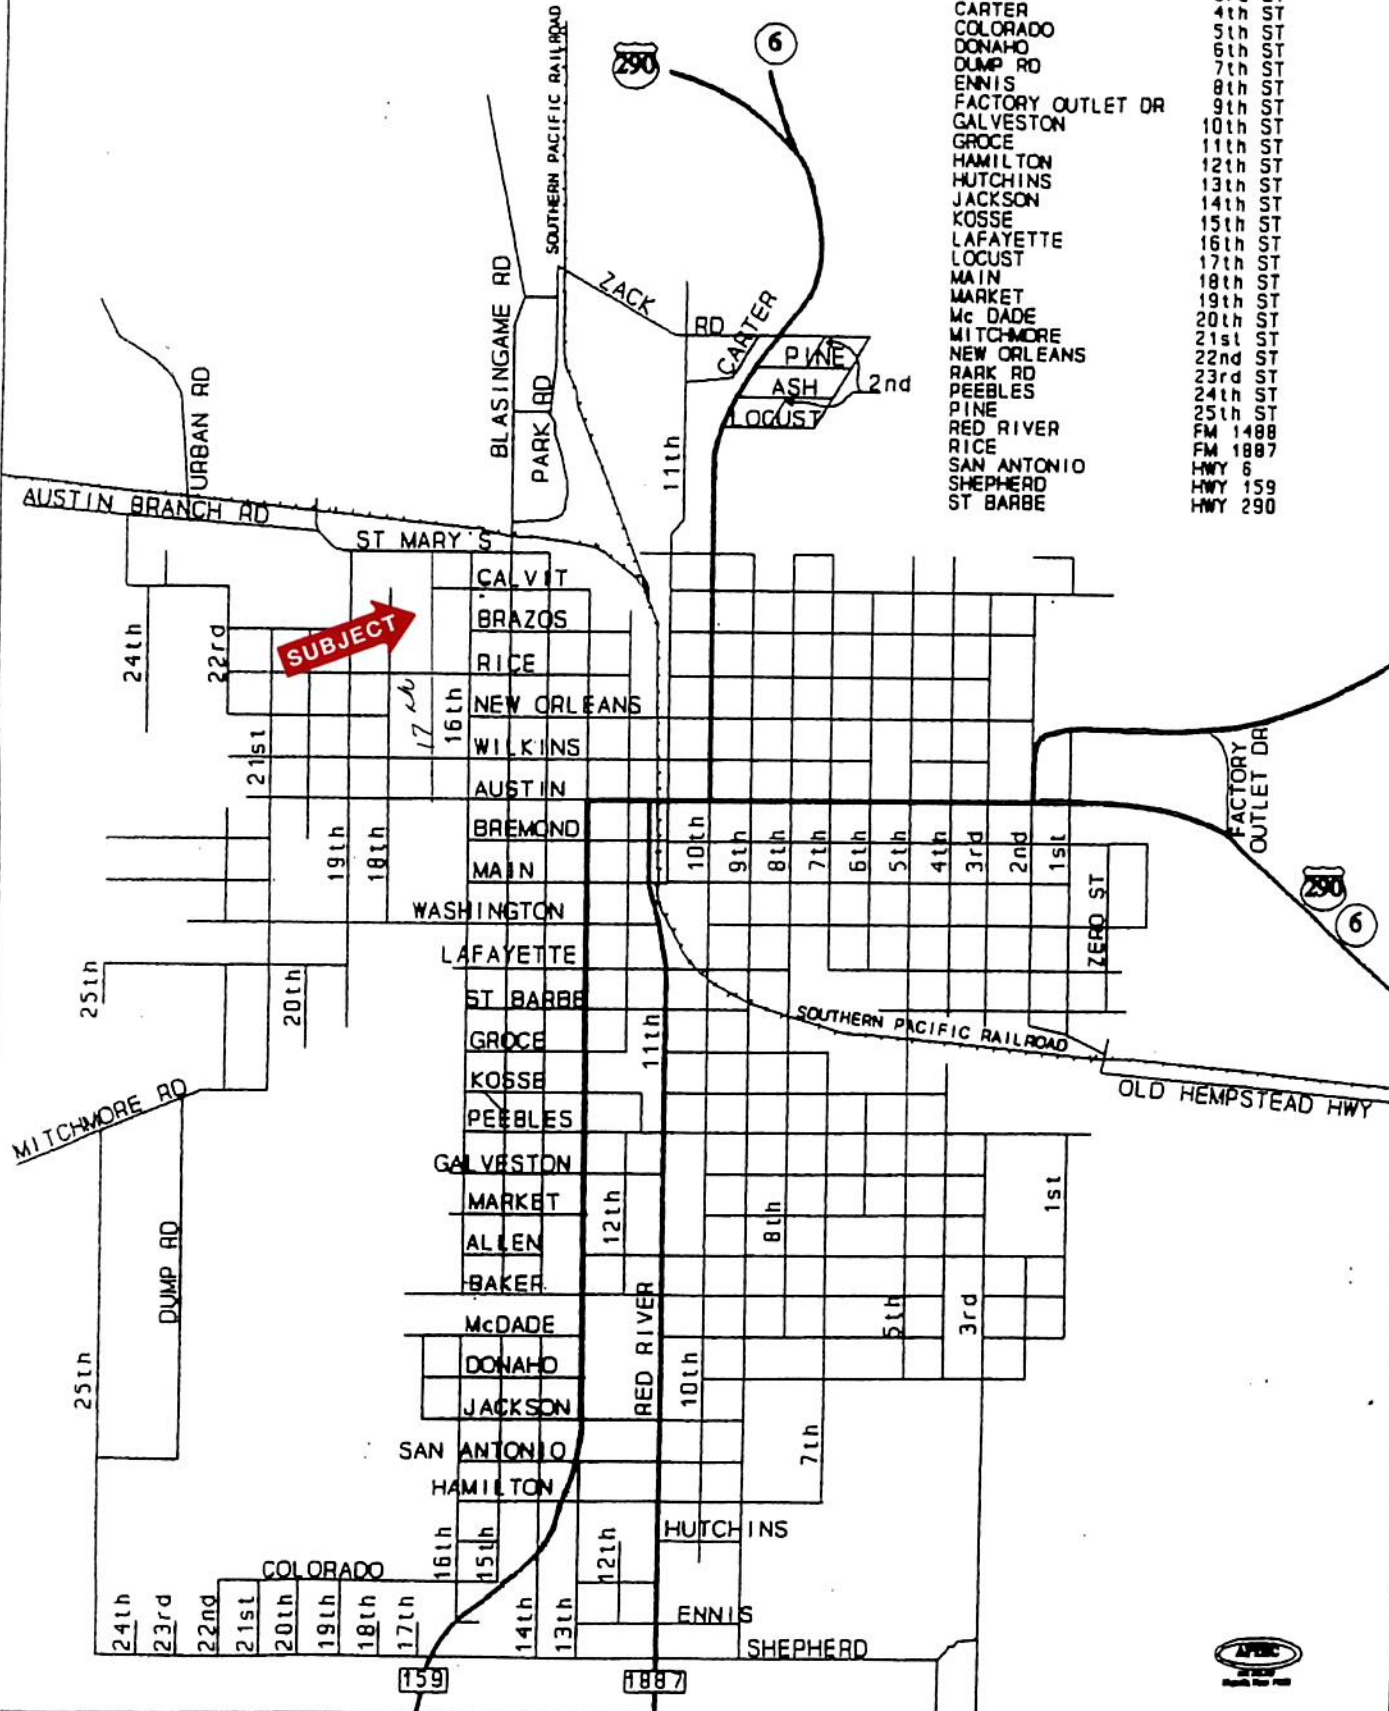 CARTER
COLORADO
DONAHO
DUMP RD
ENNIS
FACTORY OUTLET DR
GALVESTON
GROCE
HAMILTON
HUTCHINS
JACKSON
KOSSE
LAFAYETTE
LOCUST
MAIN
MARKET
Mc DADE
MITCHMORE
NEW ORLEANS
RARK RD
PEEBLES
PINE
RED RIVER
RICE
SAN ANTONIO
SHEPHERD
ST BARBE
4th ST
5th ST
6th ST
7th ST
8th ST
9th ST
10th ST
11th ST
12th ST
13th ST
14th ST
15th ST
16th ST
17th ST
18th ST
19th ST
20th ST
21st ST
22nd ST
23rd ST
24th ST
25th ST
FM 1488
FM 1887
HWY 6
HWY 159
HWY 290
SOUTHERN PACIFIC RAILROAD
290
6
BLASINGAME RD
ZACK RD
CARTER
PINE
ASH
LOCUST
2nd
URBAN RD
PARK RD
11th
AUSTIN BRANCH RD
ST MARY'S
CALVIT
BRAZOS
SUBJECT
RICE
24th
22rd
17th
16th
NEW ORLEANS
21st
WILKINS
AUSTIN
FACTORY OUTLET DR
BREMOND
19th
18th
10th
9th
8th
7th
6th
5th
4th
3rd
2nd
1st
MAIN
WASHINGTON
ZERO ST
290
6
LAFAYETTE
25th
20th
ST BARBE
11th
SOUTHERN PACIFIC RAILROAD
GROCE
KOSSE
OLD HEMPSTEAD HWY
MITCHMORE RD
PEEBLES
GALVESTON
MARKET
12th
8th
1st
DUMP RD
ALLEN
BAKER
RED RIVER
5th
3rd
McDADE
DONAHO
25th
10th
JACKSON
7th
SAN ANTONIO
HAMILTON
HUTCHINS
16th
15th
12th
COLORADO
24th
23rd
22nd
21st
20th
19th
18th
17th
14th
13th
ENNIS
SHEPHERD
159
1887